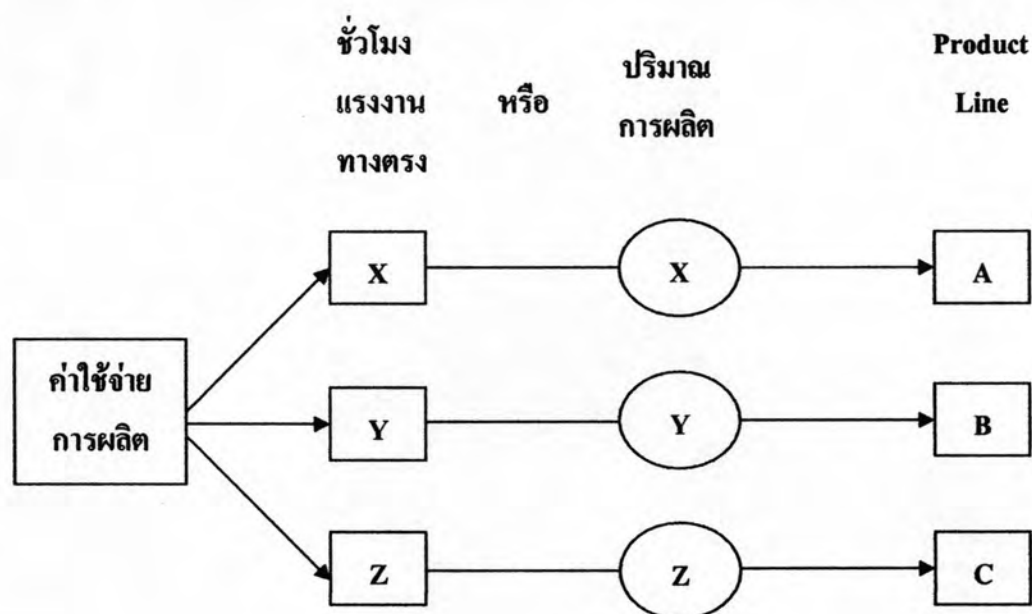 ชั่วโมง
แรงงาน
ทางตรง
หรือ
ปริมาณ
การผลิต
Product
Line
X
X
A
ค่าใช้จ่าย
การผลิต
Y
Y
B
Z
Z
C